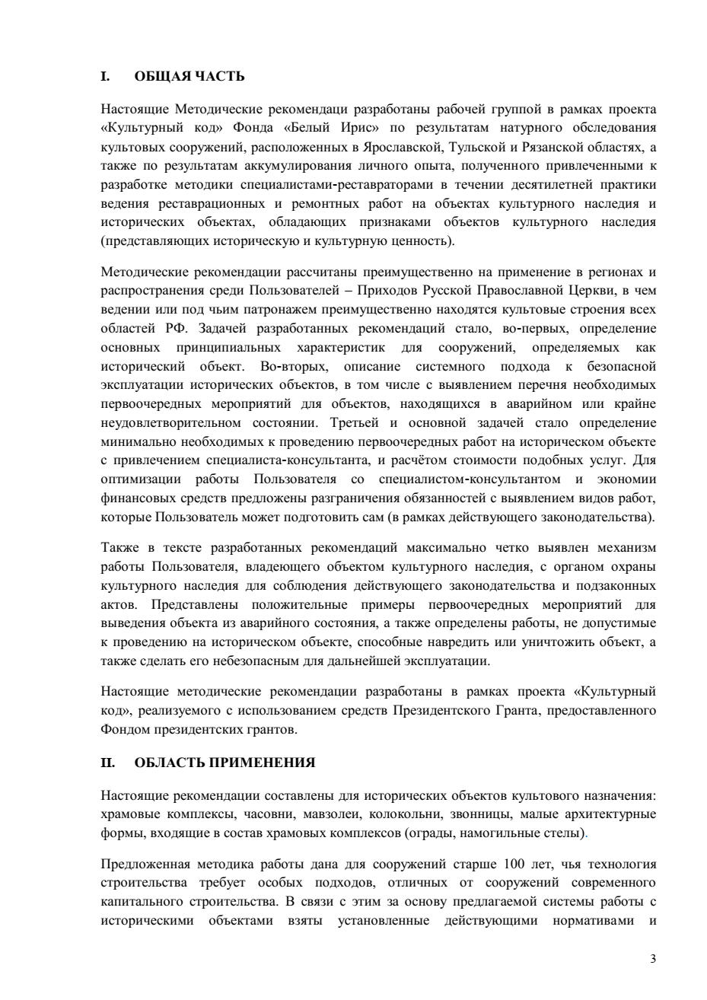 I. ОБЩАЯ ЧАСТЬ
Настоящие Методические рекомендаци разработаны рабочей группой в рамках проекта
«Культурный код» Фонда «Белый Ирис» по результатам натурного обследования
культовых сооружений, расположенных в Ярославской, Тульской и Рязанской областях, а
также по результатам аккумулирования личного опыта, полученного привлеченными к
разработке методики специалистами-реставраторами в течении десятилетней практики
ведения реставрационных и ремонтных работ на объектах культурного наследия и
исторических объектах, обладающих признаками объектов культурного наследия
(представляющих историческую и культурную ценность).
Методические рекомендации рассчитаны преимущественно на применение в регионах и
распространения среди Пользователей – Приходов Русской Православной Церкви, в чем
ведении или под чьим патронажем преимущественно находятся культовые строения всех
областей РФ. Задачей разработанных рекомендаций стало, во-первых, определение
основных принципиальных характеристик для сооружений, определяемых как
исторический объект. Во-вторых, описание системного подхода к безопасной
эксплуатации исторических объектов, в том числе с выявлением перечня необходимых
первоочередных мероприятий для объектов, находящихся в аварийном или крайне
неудовлетворительном состоянии. Третьей и основной задачей стало определение
минимально необходимых к проведению первоочередных работ на историческом объекте
с привлечением специалиста-консультанта, и расчётом стоимости подобных услуг. Для
оптимизации работы Пользователя со специалистом-консультантом и экономии
финансовых средств предложены разграничения обязанностей с выявлением видов работ,
которые Пользователь может подготовить сам (в рамках действующего законодательства).
Также в тексте разработанных рекомендаций максимально четко выявлен механизм
работы Пользователя, владеющего объектом культурного наследия, с органом охраны
культурного наследия для соблюдения действующего законодательства и подзаконных
актов. Представлены положительные примеры первоочередных мероприятий для
выведения объекта из аварийного состояния, а также определены работы, не допустимые
к проведению на историческом объекте, способные навредить или уничтожить объект, а
также сделать его небезопасным для дальнейшей эксплуатации.
Настоящие методические рекомендации разработаны в рамках проекта «Культурный
код», реализуемого с использованием средств Президентского Гранта, предоставленного
Фондом президентских грантов.
II. ОБЛАСТЬ ПРИМЕНЕНИЯ
Настоящие рекомендации составлены для исторических объектов культового назначения:
храмовые комплексы, часовни, мавзолеи, колокольни, звонницы, малые архитектурные
формы, входящие в состав храмовых комплексов (ограды, намогильные стелы).
Предложенная методика работы дана для сооружений старше 100 лет, чья технология
строительства требует особых подходов, отличных от сооружений современного
капитального строительства. В связи с этим за основу предлагаемой системы работы с
историческими объектами взяты установленные действующими нормативами и
3